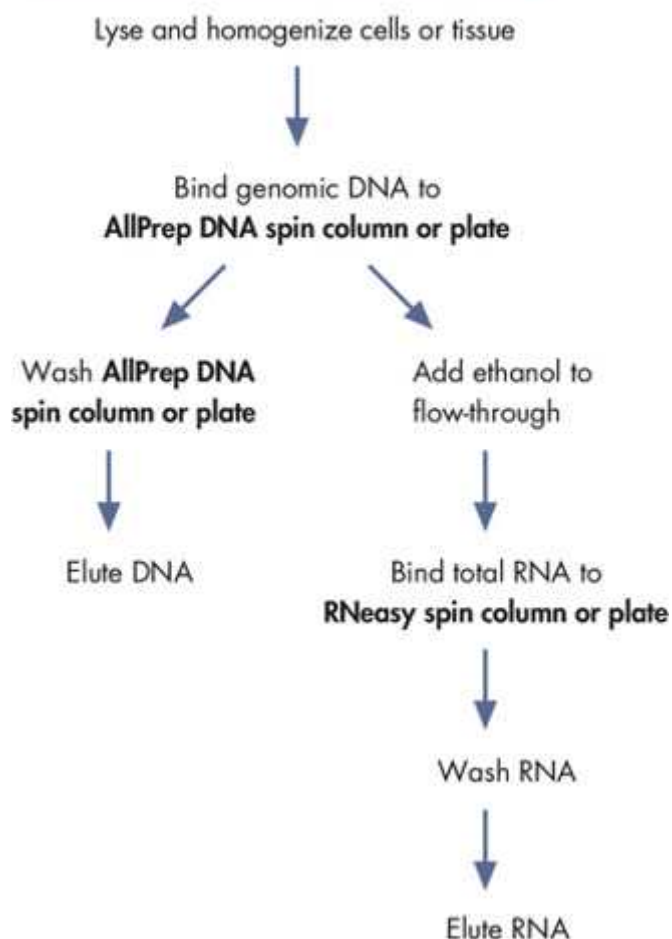 Lyse and homogenize cells or tissue
Bind genomic DNA to
AllPrep DNA spin column or plate
Wash AllPrep DNA
spin column or plate
Add ethanol to
flow-through
Elute DNA
Bind total RNA to
RNeasy spin column or plate
Wash RNA
Elute RNA